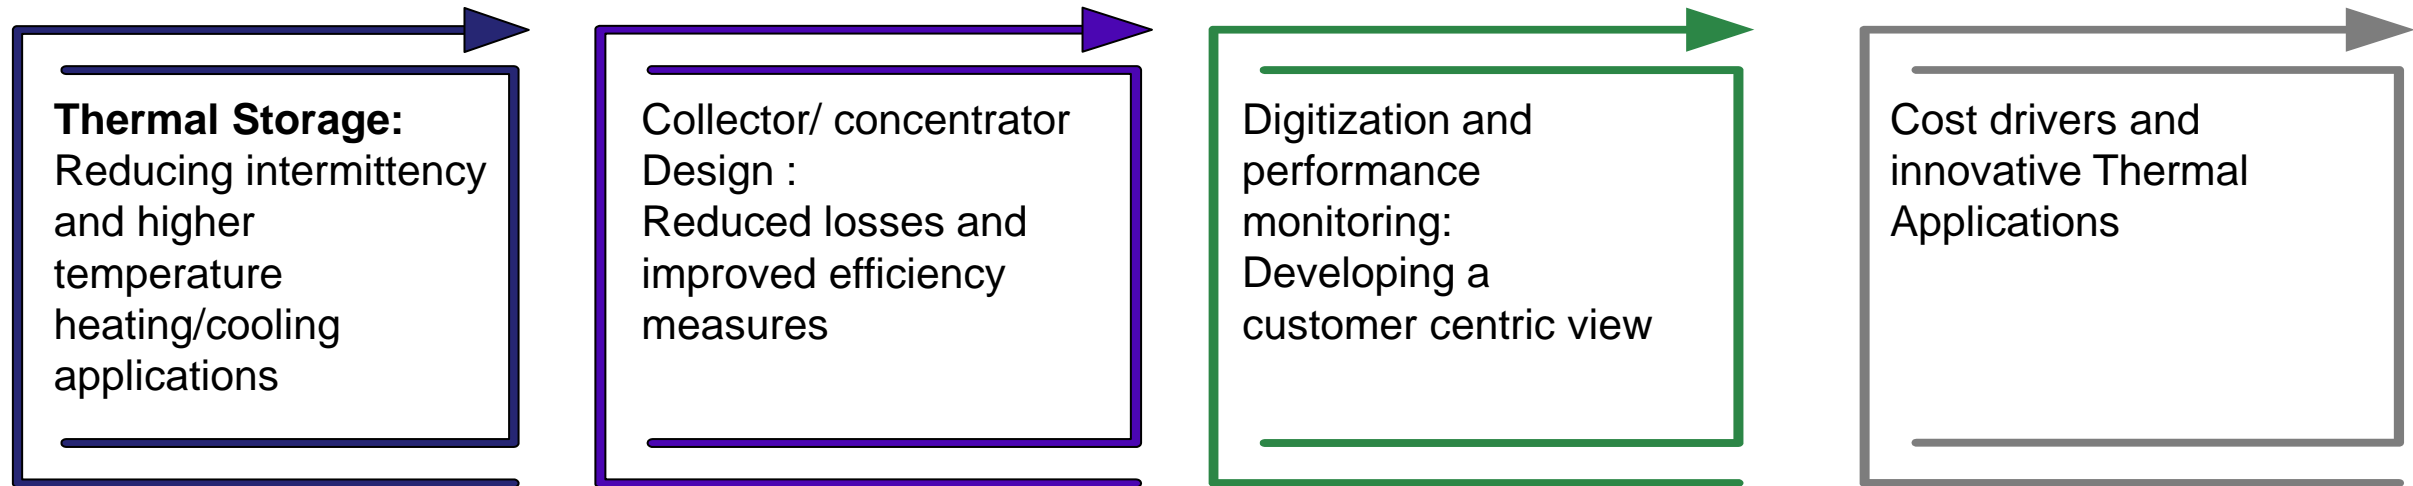 Thermal Storage:
Reducing intermittency
and higher
temperature
heating/cooling
applications
Collector/ concentrator
Design :
Reduced losses and
improved efficiency
measures
Digitization and
performance
monitoring:
Developing a
customer centric view
Cost drivers and
innovative Thermal
Applications